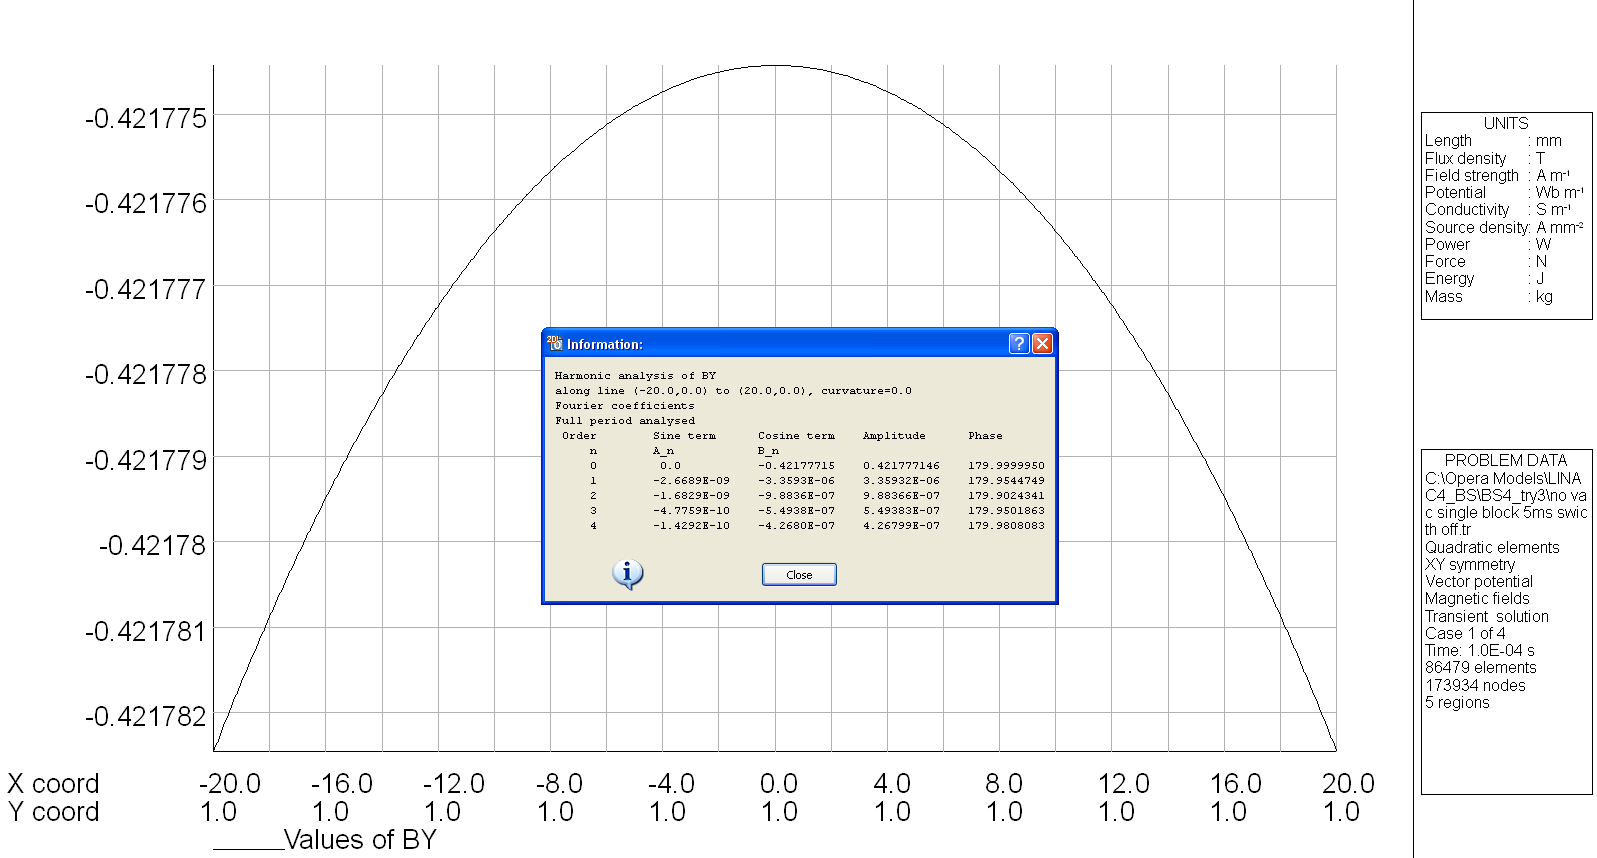 -0.421775
-0.421776
-0.421777
-0.421778
-0.421779
-0.42178
-0.421781
-0.421782
X coord -20.0 -16.0 -12.0 -8.0 -4.0 0.0 4.0 8.0 12.0 16.0 20.0
Y coord 1.0 1.0 1.0 1.0 1.0 1.0 1.0 1.0 1.0 1.0 1.0
Values of BY
Information:
Harmonic analysis of BY
along line (-20.0,0.0) to (20.0,0.0), curvature=0.0
Fourier coefficients
Full period analysed
Order Sine term Cosine term Amplitude Phase
n A_n B_n
0 0.0 -0.42177715 0.421777146 179.9999950
1 -2.6689E-09 -3.3593E-06 3.35932E-06 179.9544749
2 -1.6829E-09 -9.8836E-07 9.88366E-07 179.9024341
3 -4.7759E-10 -5.4938E-07 5.49383E-07 179.9501863
4 -1.4292E-10 -4.2680E-07 4.26799E-07 179.9808083
Close
UNITS
Length : mm
Flux density : T
Field strength : A m⁻¹
Potential : Wb m⁻¹
Conductivity : S m⁻¹
Source density: A mm⁻²
Power : W
Force : N
Energy : J
Mass : kg
PROBLEM DATA
C:\Opera Models\LINA
C4_BS\BS4_try3\no va
c single block 5ms swic
th off.tr
Quadratic elements
XY symmetry
Vector potential
Magnetic fields
Transient solution
Case 1 of 4
Time: 1.0E-04 s
86479 elements
173934 nodes
5 regions